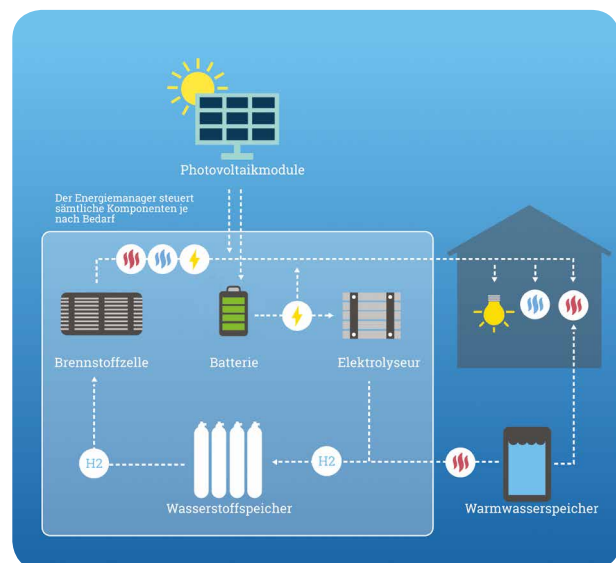 Photovoltaikmodule
Der Energiemanager steuert
sämtliche Komponenten je
nach Bedarf
Brennstoffzelle
Batterie
Elektrolyseur
H2
H2
Wasserstoffspeicher
Warmwasserspeicher